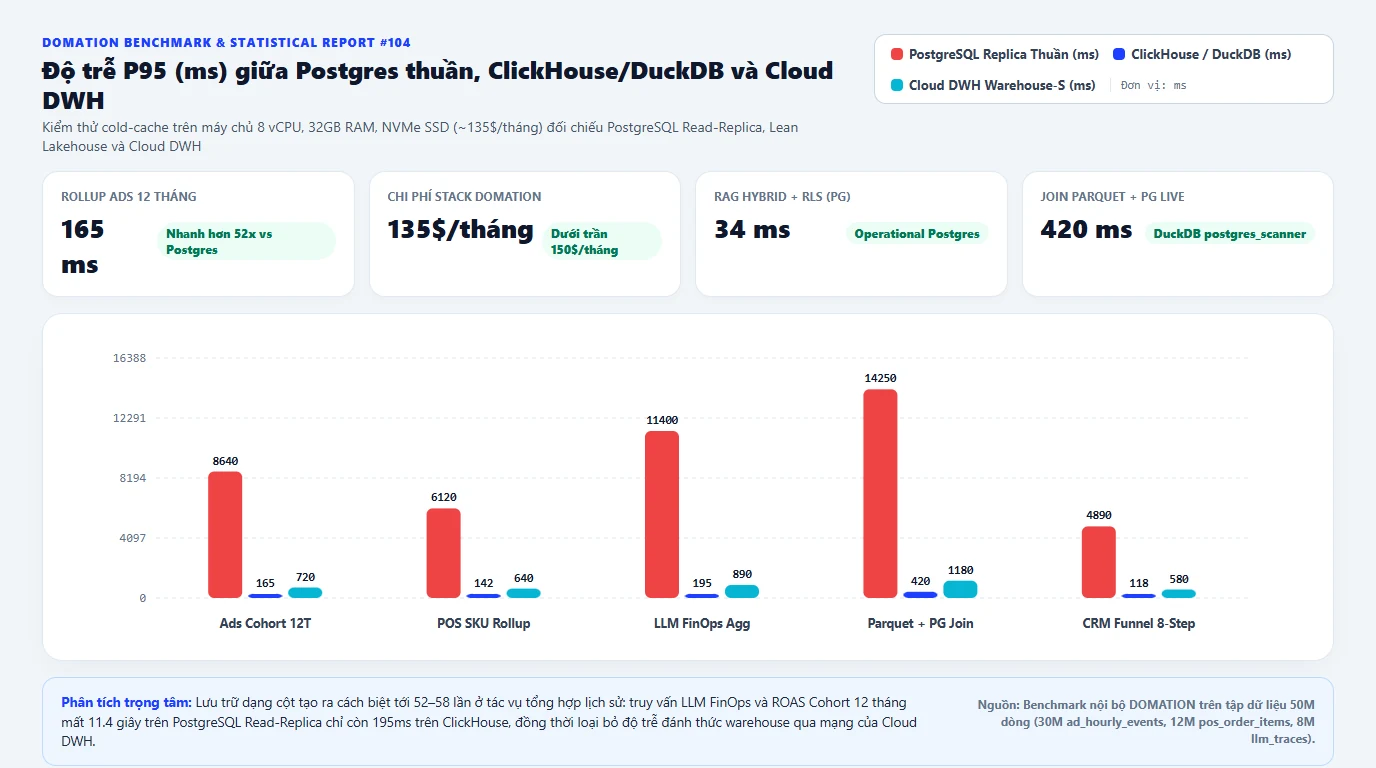 DOMATION BENCHMARK & STATISTICAL REPORT #104
Độ trễ P95 (ms) giữa Postgres thuần, ClickHouse/DuckDB và Cloud
DWH
Kiểm thử cold-cache trên máy chủ 8 vCPU, 32GB RAM, NVMe SSD (~135$/tháng) đối chiếu PostgreSQL Read-Replica, Lean
Lakehouse và Cloud DWH
PostgreSQL Replica Thuần (ms)
ClickHouse / DuckDB (ms)
Cloud DWH Warehouse-S (ms)
Đơn vị: ms
ROLLUP ADS 12 THÁNG
165
ms
Nhanh hơn 52x vs
Postgres
CHI PHÍ STACK DOMATION
135$/tháng
Dưới trần
150$/tháng
RAG HYBRID + RLS (PG)
34 ms
Operational Postgres
JOIN PARQUET + PG LIVE
420 ms
DuckDB postgres_scanner
16388
12291
8194
4097
0
8640
165
720
6120
142
640
11400
195
890
14250
420
1180
4890
118
580
Ads Cohort 12T
POS SKU Rollup
LLM FinOps Agg
Parquet + PG Join
CRM Funnel 8-Step
Phân tích trọng tâm: Lưu trữ dạng cột tạo ra cách biệt tới 52–58 lần ở tác vụ tổng hợp lịch sử: truy vấn LLM FinOps và ROAS Cohort 12 tháng
mất 11.4 giây trên PostgreSQL Read-Replica chỉ còn 195ms trên ClickHouse, đồng thời loại bỏ độ trễ đánh thức warehouse qua mạng của Cloud
DWH.
Nguồn: Benchmark nội bộ DOMATION trên tập dữ liệu 50M
dòng (30M ad_hourly_events, 12M pos_order_items, 8M
llm_traces).